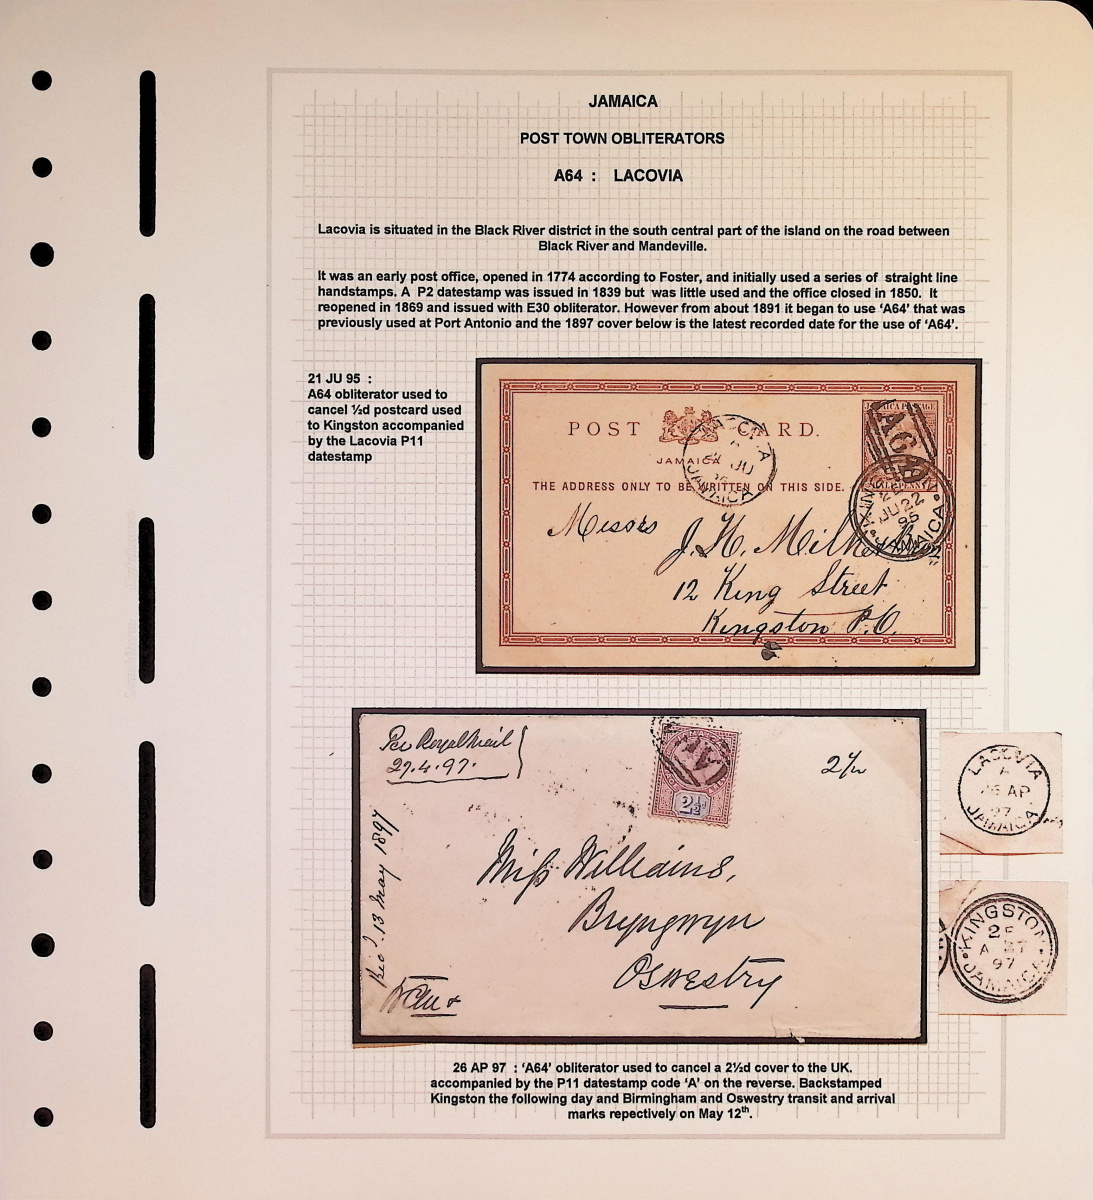 JAMAICA
POST TOWN OBLITERATORS
A64 : LACOVIA
Lacovia is situated in the Black River district in the south central part of the island on the road between
Black River and Mandeville.
It was an early post office, opened in 1774 according to Foster, and initially used a series of straight line
handstamps. A P2 datestamp was issued in 1839 but was little used and the office closed in 1850. It
reopened in 1869 and issued with E30 obliterator. However from about 1891 it began to use 'A64' that was
previously used at Port Antonio and the 1897 cover below is the latest recorded date for the use of 'A64'.
21 JU 95 :
A64 obliterator used to
cancel ½d postcard used
to Kingston accompanied
by the Lacovia P11
datestamp
POST CARD.
JAMAICA
THE ADDRESS ONLY TO BE WRITTEN ON THIS SIDE.
JU
JAMAICA
JU 22
95
JAMAICA
Messrs
J. H.
12 King Street
Kingston P.O.
Per Royal Mail
27.4.97.
2½
2½d
13 May 1897
Miss Williams,
Bryngwyn
Oswestry
LACOVIA
A
26 AP
97
JAMAICA
KINGSTON
A 27
97
JAMAICA
26 AP 97 : 'A64' obliterator used to cancel a 2½d cover to the UK.
accompanied by the P11 datestamp code 'A' on the reverse. Backstamped
Kingston the following day and Birmingham and Oswestry transit and arrival
marks repectively on May 12th.